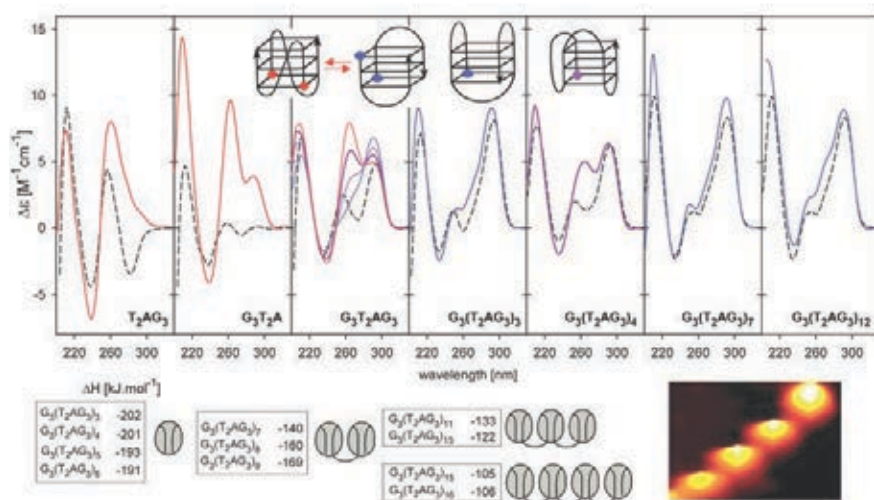 15
10
5
0
-5
Δε [M⁻¹cm⁻¹]
T₂AG₃
G₃T₂A
G₃T₂AG₃
G₃(T₂AG₃)₃
G₃(T₂AG₃)₄
G₃(T₂AG₃)₇
G₃(T₂AG₃)₁₂
220 260 300 220 260 300 220 260 300 220 260 300 220 260 300 220 260 300 220 260 300
wavelength [nm]
ΔH [kJ.mol⁻¹]
G₃(T₂AG₃)₃ -202
G₃(T₂AG₃)₄ -201
G₃(T₂AG₃)₅ -193
G₃(T₂AG₃)₆ -191
G₃(T₂AG₃)₇ -140
G₃(T₂AG₃)₈ -160
G₃(T₂AG₃)₉ -169
G₃(T₂AG₃)₁₁ -133
G₃(T₂AG₃)₁₃ -122
G₃(T₂AG₃)₁₅ -105
G₃(T₂AG₃)₁₆ -106